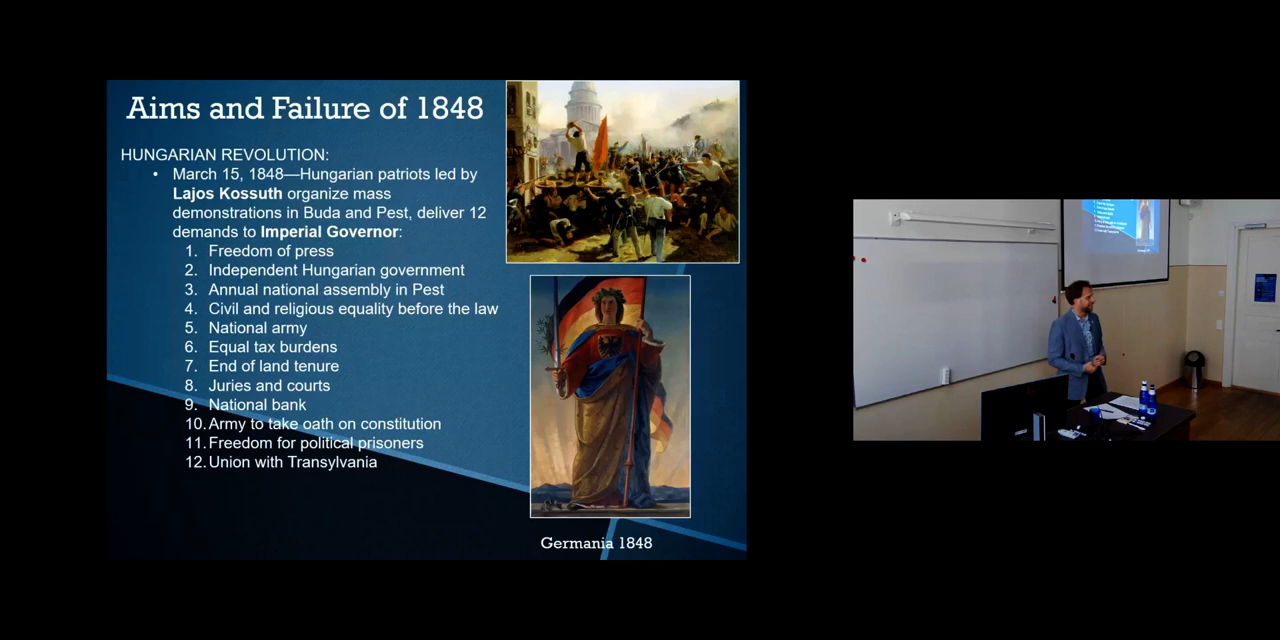 Aims and Failure of 1848
HUNGARIAN REVOLUTION:
• March 15, 1848—Hungarian patriots led by
Lajos Kossuth organize mass
demonstrations in Buda and Pest, deliver 12
demands to Imperial Governor:
1. Freedom of press
2. Independent Hungarian government
3. Annual national assembly in Pest
4. Civil and religious equality before the law
5. National army
6. Equal tax burdens
7. End of land tenure
8. Juries and courts
9. National bank
10. Army to take oath on constitution
11. Freedom for political prisoners
12. Union with Transylvania
Germania 1848